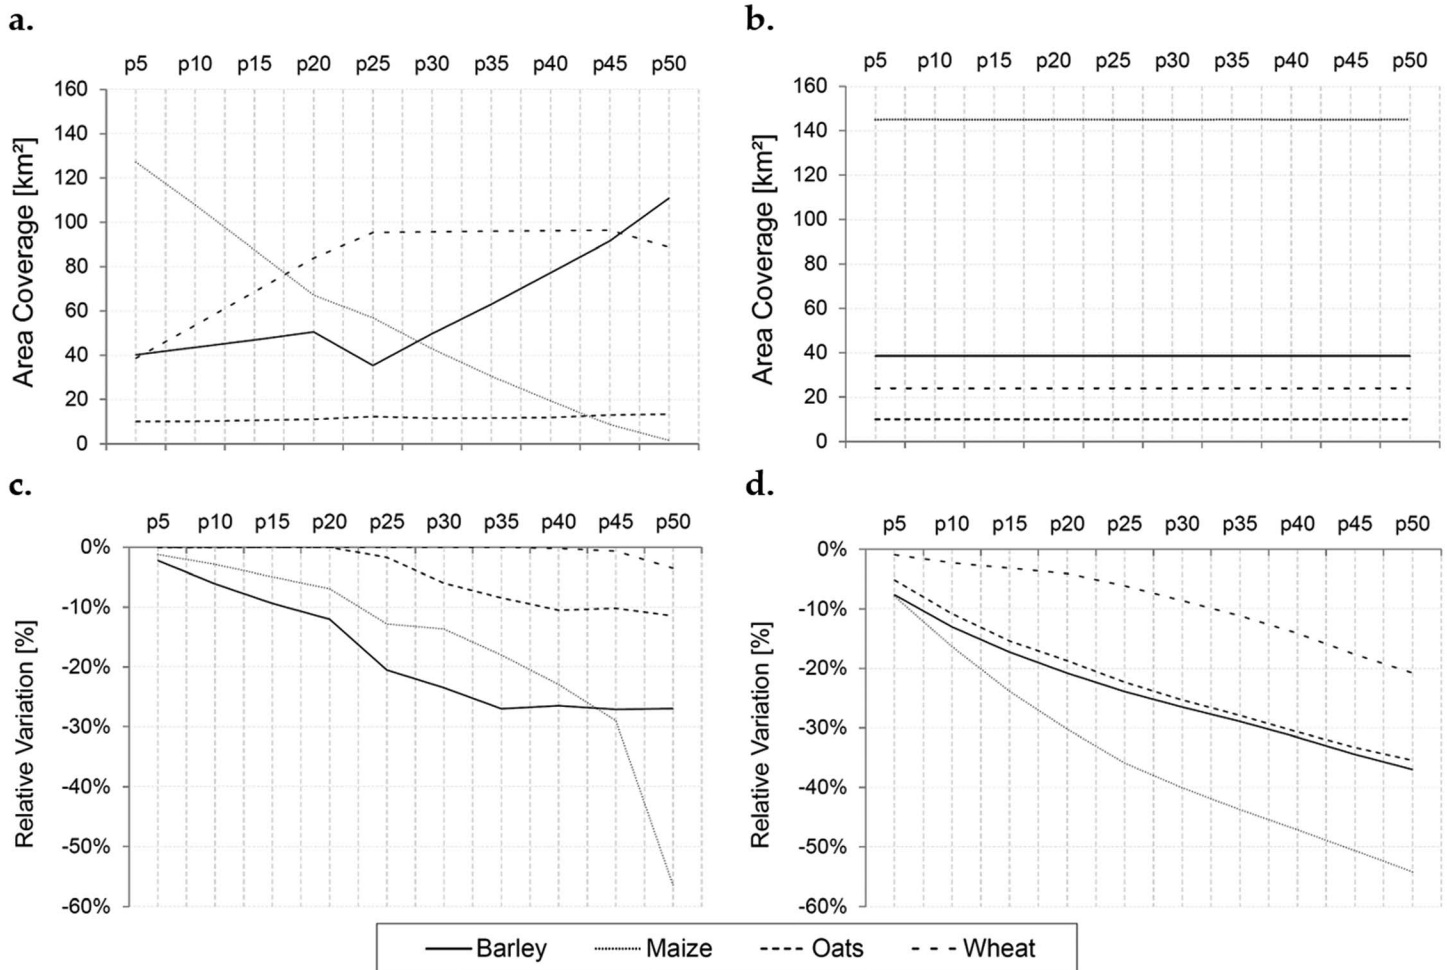 a.
p5 p10 p15 p20 p25 p30 p35 p40 p45 p50
160
140
120
100
80
60
40
20
0
Area Coverage [km²]
b.
p5 p10 p15 p20 p25 p30 p35 p40 p45 p50
160
140
120
100
80
60
40
20
0
Area Coverage [km²]
c.
p5 p10 p15 p20 p25 p30 p35 p40 p45 p50
0%
-10%
-20%
-30%
-40%
-50%
-60%
Relative Variation [%]
d.
p5 p10 p15 p20 p25 p30 p35 p40 p45 p50
0%
-10%
-20%
-30%
-40%
-50%
-60%
Relative Variation [%]
Barley Maize Oats Wheat